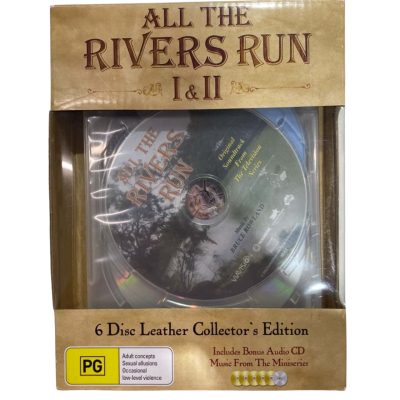 ALL THE
RIVERS RUN
I & II
ALL THE
RIVERS
RUN
Original
Soundtrack
From
The Television
Series
Music by
BRUCE ROWLAND
6 Disc Leather Collector's Edition
PG
Adult concepts
Sexual allusions
Occasional
low-level violence
Includes Bonus Audio CD
Music From The Miniseries